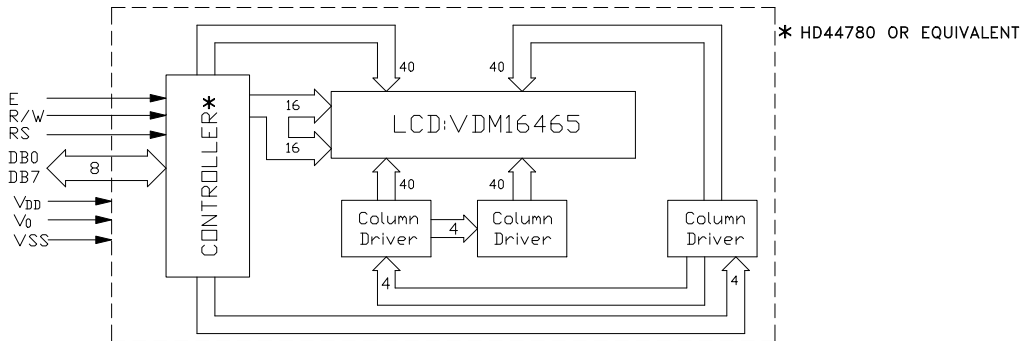 * HD44780 OR EQUIVALENT
40
40
E
R/W
RS
DB0
DB7
8
VDD
V0
VSS
CONTROLLER*
16
16
LCD:VDM16465
40
40
Column
Driver
4
Column
Driver
Column
Driver
4
4